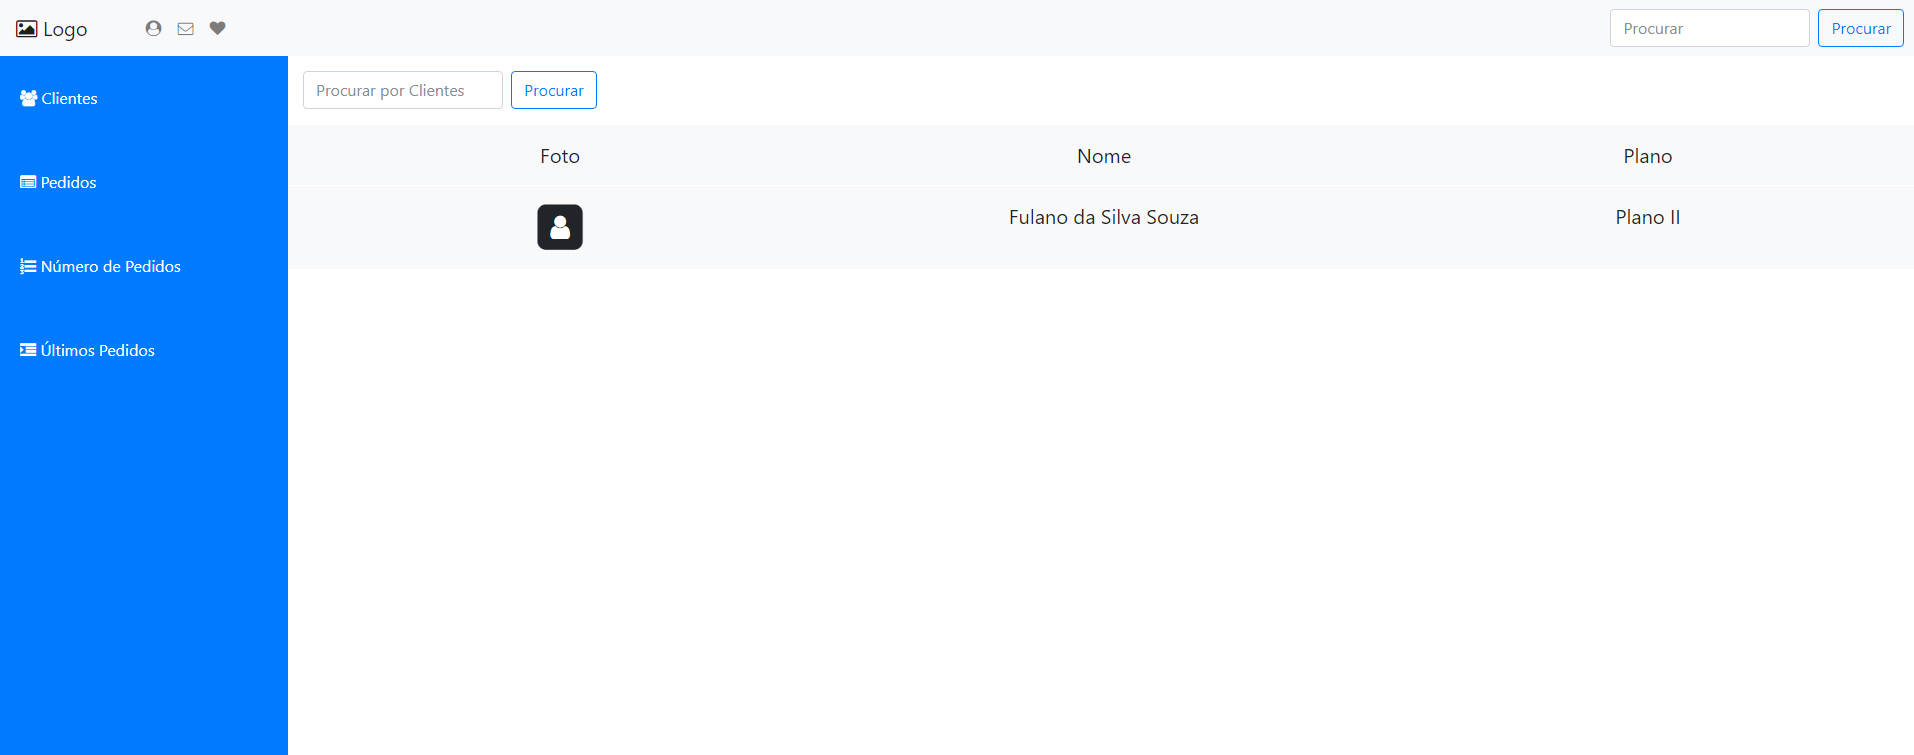 Logo
Procurar
Procurar
Clientes
Pedidos
Número de Pedidos
Últimos Pedidos
Procurar por Clientes
Procurar
Foto Nome Plano
Fulano da Silva Souza Plano II